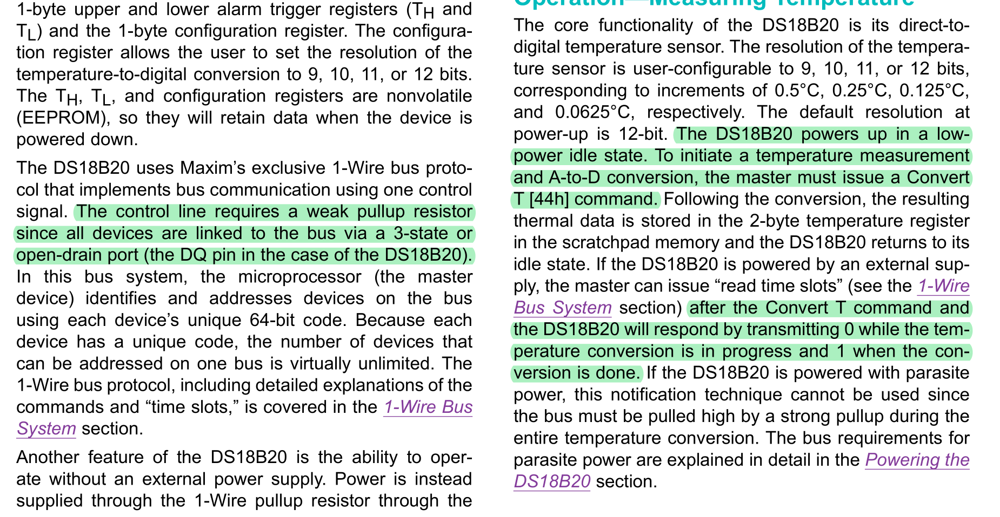 1-byte upper and lower alarm trigger registers (TH and
TL) and the 1-byte configuration register. The configura-
tion register allows the user to set the resolution of the
temperature-to-digital conversion to 9, 10, 11, or 12 bits.
The TH, TL, and configuration registers are nonvolatile
(EEPROM), so they will retain data when the device is
powered down.
The DS18B20 uses Maxim’s exclusive 1-Wire bus proto-
col that implements bus communication using one control
signal. The control line requires a weak pullup resistor
since all devices are linked to the bus via a 3-state or
open-drain port (the DQ pin in the case of the DS18B20).
In this bus system, the microprocessor (the master
device) identifies and addresses devices on the bus
using each device’s unique 64-bit code. Because each
device has a unique code, the number of devices that
can be addressed on one bus is virtually unlimited. The
1-Wire bus protocol, including detailed explanations of the
commands and “time slots,” is covered in the 1-Wire Bus
System section.
Another feature of the DS18B20 is the ability to oper-
ate without an external power supply. Power is instead
supplied through the 1-Wire pullup resistor through the
Operation—Measuring Temperature
The core functionality of the DS18B20 is its direct-to-
digital temperature sensor. The resolution of the tempera-
ture sensor is user-configurable to 9, 10, 11, or 12 bits,
corresponding to increments of 0.5°C, 0.25°C, 0.125°C,
and 0.0625°C, respectively. The default resolution at
power-up is 12-bit. The DS18B20 powers up in a low-
power idle state. To initiate a temperature measurement
and A-to-D conversion, the master must issue a Convert
T [44h] command. Following the conversion, the resulting
thermal data is stored in the 2-byte temperature register
in the scratchpad memory and the DS18B20 returns to its
idle state. If the DS18B20 is powered by an external sup-
ply, the master can issue “read time slots” (see the 1-Wire
Bus System section) after the Convert T command and
the DS18B20 will respond by transmitting 0 while the tem-
perature conversion is in progress and 1 when the con-
version is done. If the DS18B20 is powered with parasite
power, this notification technique cannot be used since
the bus must be pulled high by a strong pullup during the
entire temperature conversion. The bus requirements for
parasite power are explained in detail in the Powering the
DS18B20 section.